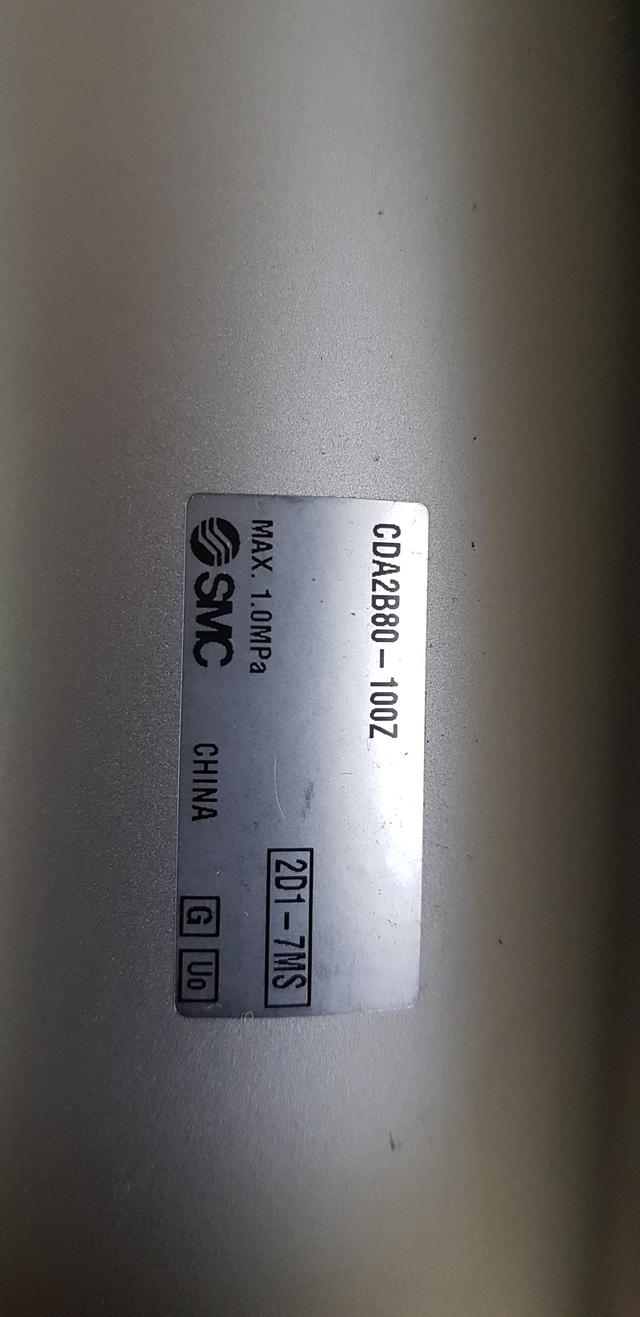 CDA2B80-100Z
2D1-7MS
MAX. 1.0MPa
SMC CHINA G Uo